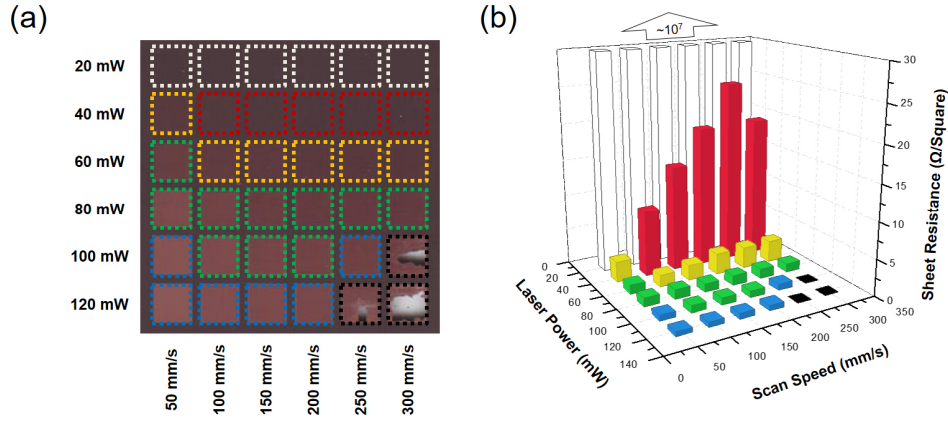 (a)
20 mW
40 mW
60 mW
80 mW
100 mW
120 mW
50 mm/s
100 mm/s
150 mm/s
200 mm/s
250 mm/s
300 mm/s
(b)
~10⁷
30
25
20
15
10
5
0
Sheet Resistance (Ω/Square)
0
20
40
60
80
100
120
140
Laser Power (mW)
0
50
100
150
200
250
300
350
Scan Speed (mm/s)